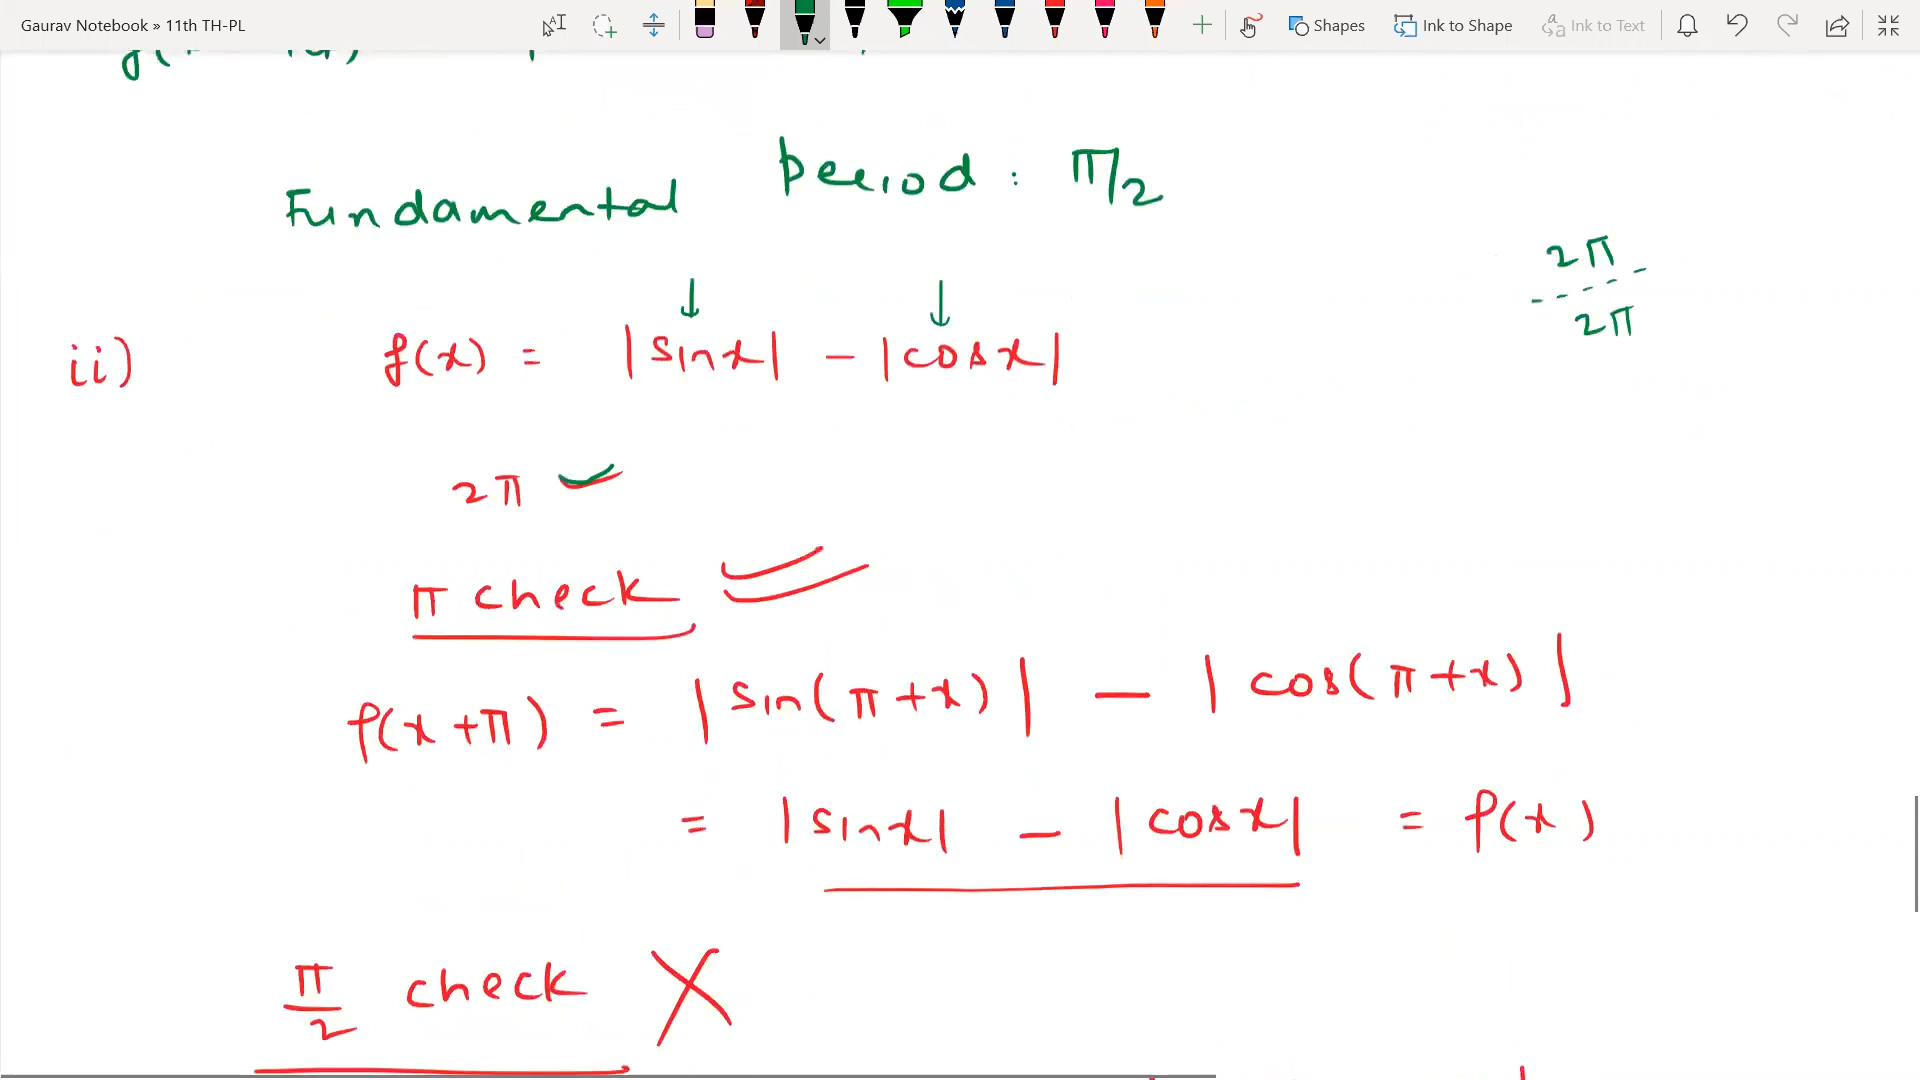 Gaurav Notebook » 11th TH-PL
Shapes
Ink to Shape
Ink to Text
Fundamental period : π/2
2π
2π
ii) f(x) = |sinx| - |cosx|
2π
π check
f(x+π) = |sin(π+x)| - |cos(π+x)|
= |sinx| - |cosx| = f(x)
π/2 check